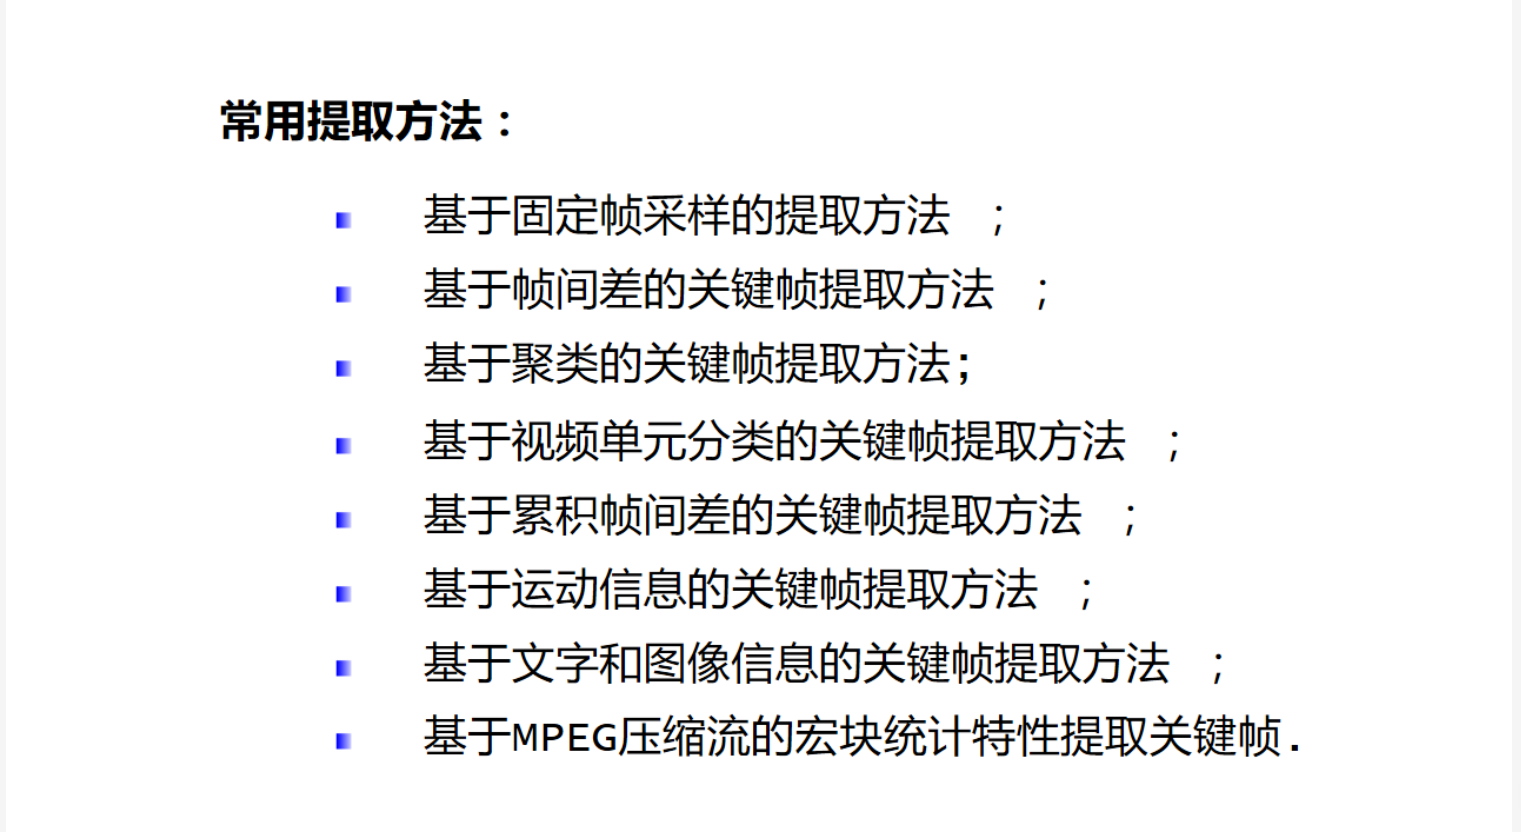 常用提取方法：
基于固定帧采样的提取方法 ；
基于帧间差的关键帧提取方法 ；
基于聚类的关键帧提取方法;
基于视频单元分类的关键帧提取方法 ；
基于累积帧间差的关键帧提取方法 ；
基于运动信息的关键帧提取方法 ；
基于文字和图像信息的关键帧提取方法 ；
基于MPEG压缩流的宏块统计特性提取关键帧.